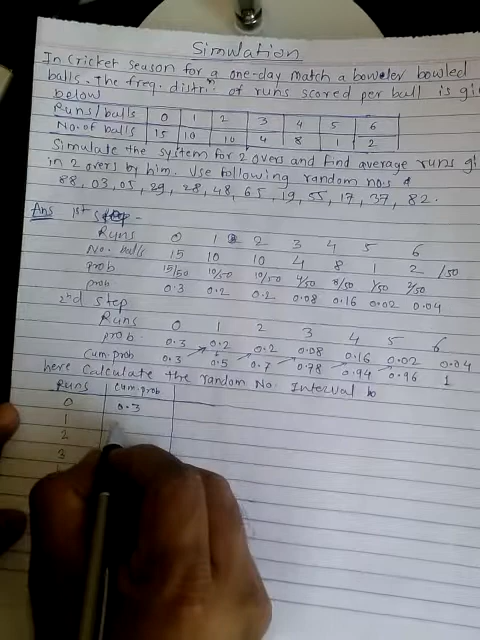 Simulation
In Cricket season for a one-day match a bowler bowled
balls. The freq. distrn of runs scored per ball is gi
below
Runs/balls 0 1 2 3 4 5 6
No. of balls 15 10 10 4 8 1 2
Simulate the system for 2 overs and find average runs gi
in 2 overs by him. Use following random nos
88, 03, 05, 29, 28, 48, 65, 19, 55, 17, 37, 82.
Ans 1st step -
Runs 0 1 2 3 4 5 6
No. balls 15 10 10 4 8 1 2 /50
prob 15/50 10/50 10/50 4/50 8/50 1/50 2/50
prob 0.3 0.2 0.2 0.08 0.16 0.02 0.04
2nd step
Runs 0 1 2 3 4 5 6
prob. 0.3 0.2 0.2 0.08 0.16 0.02 0.04
Cum.prob 0.3 0.5 0.7 0.78 0.94 0.96 1
here Calculate the random No. Interval
Runs Cum.prob
0 0.3
1
2
3